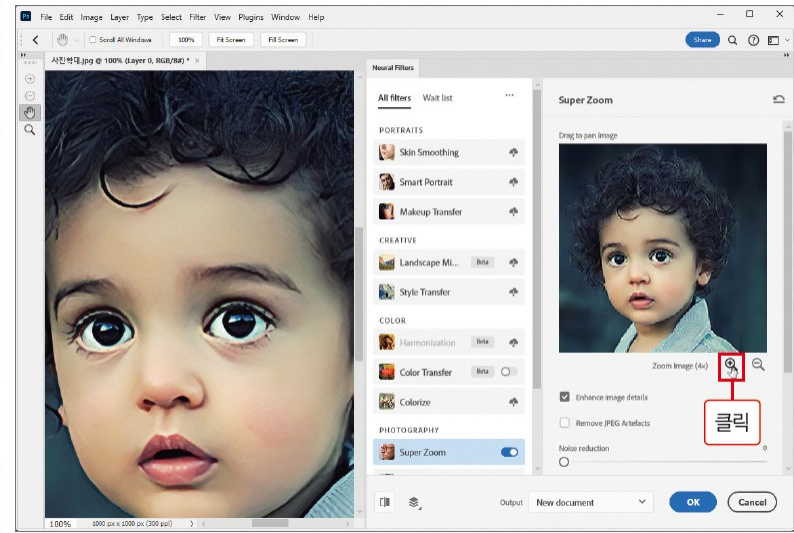 Ps File Edit Image Layer Type Select Filter View Plugins Window Help
Scroll All Windows 100% Fit Screen Fill Screen Share
사진확대.jpg @ 100% (Layer 0, RGB/8#) * ×
Neural Filters
All filters Wait list ...
Super Zoom
Drag to pan image
PORTRAITS
Skin Smoothing
Smart Portrait
Makeup Transfer
CREATIVE
Landscape Mi... Beta
Style Transfer
COLOR
Harmonization Beta
Color Transfer Beta
Colorize
PHOTOGRAPHY
Super Zoom
Zoom Image (4x)
클릭
Enhance image details
Remove JPEG Artefacts
Noise reduction 0
Output New document OK Cancel
100% 1000 px x 1000 px (300 ppi)